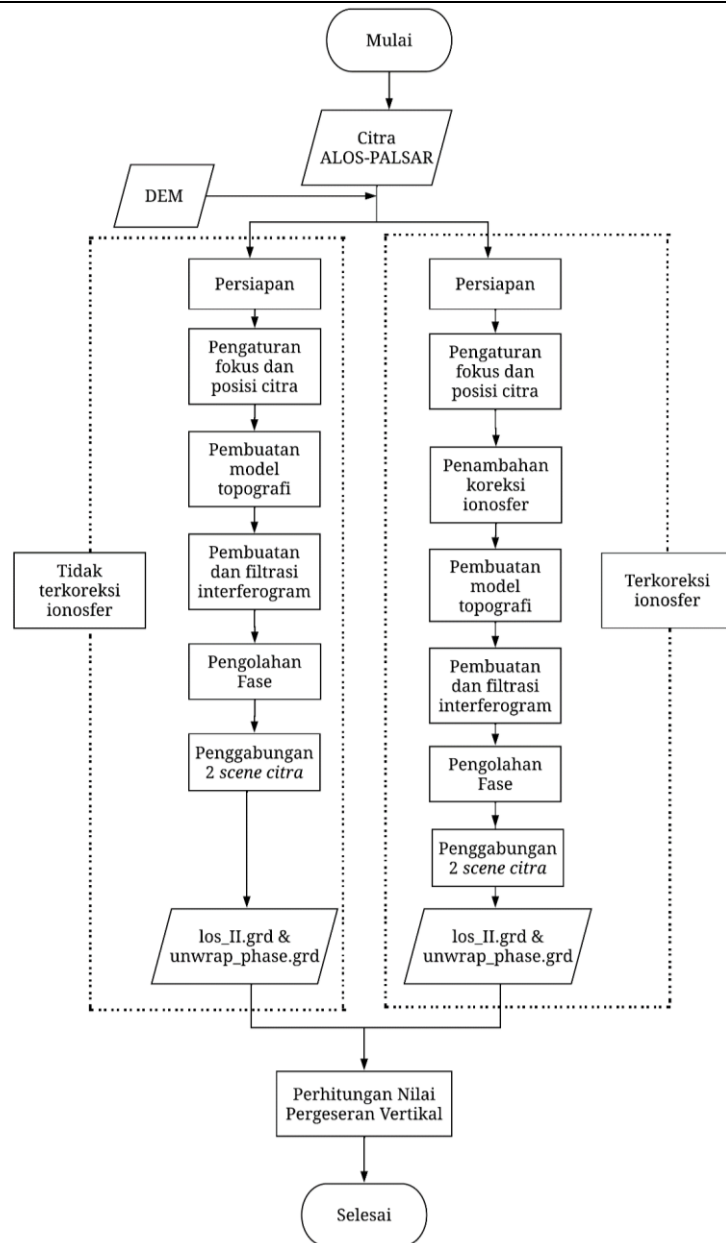 Mulai
Citra
ALOS-PALSAR
DEM
Persiapan
Pengaturan
fokus dan
posisi citra
Pembuatan
model
topografi
Pembuatan
dan filtrasi
interferogram
Pengolahan
Fase
Penggabungan
2 scene citra
los_II.grd &
unwrap_phase.grd
Tidak
terkoreksi
ionosfer
Persiapan
Pengaturan
fokus dan
posisi citra
Penambahan
koreksi
ionosfer
Pembuatan
model
topografi
Pembuatan
dan filtrasi
interferogram
Pengolahan
Fase
Penggabungan
2 scene citra
los_II.grd &
unwrap_phase.grd
Terkoreksi
ionosfer
Perhitungan Nilai
Pergeseran Vertikal
Selesai